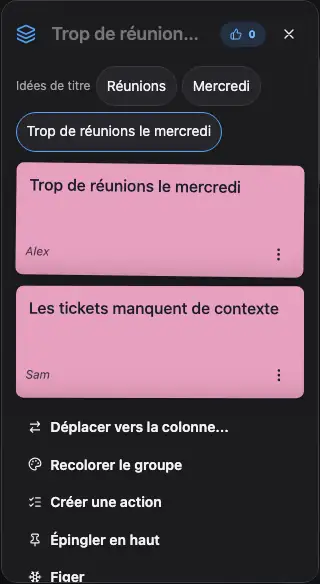 Trop de réunion...
0
Idées de titre
Réunions
Mercredi
Trop de réunions le mercredi
Trop de réunions le mercredi
Alex
Les tickets manquent de contexte
Sam
Déplacer vers la colonne...
Recolorer le groupe
Créer une action
Épingler en haut
Figer